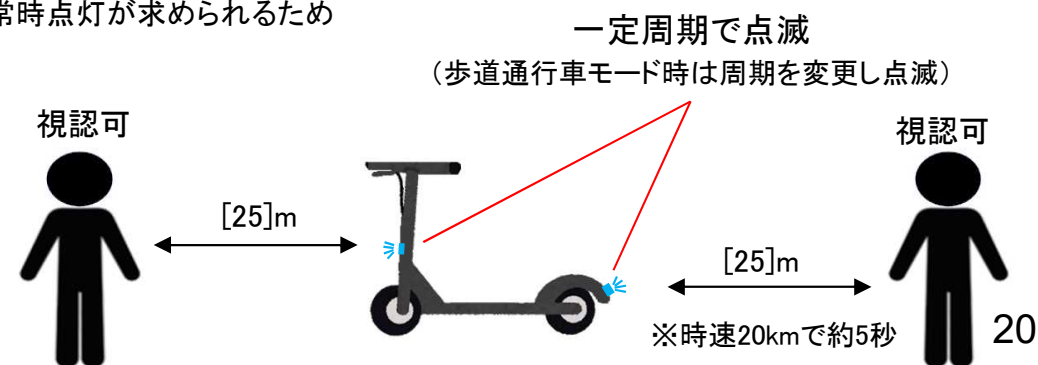 常時点灯が求められるため
一定周期で点滅
（歩道通行車モード時は周期を変更し点滅）
視認可
視認可
[25]m
[25]m
※時速20kmで約5秒
20